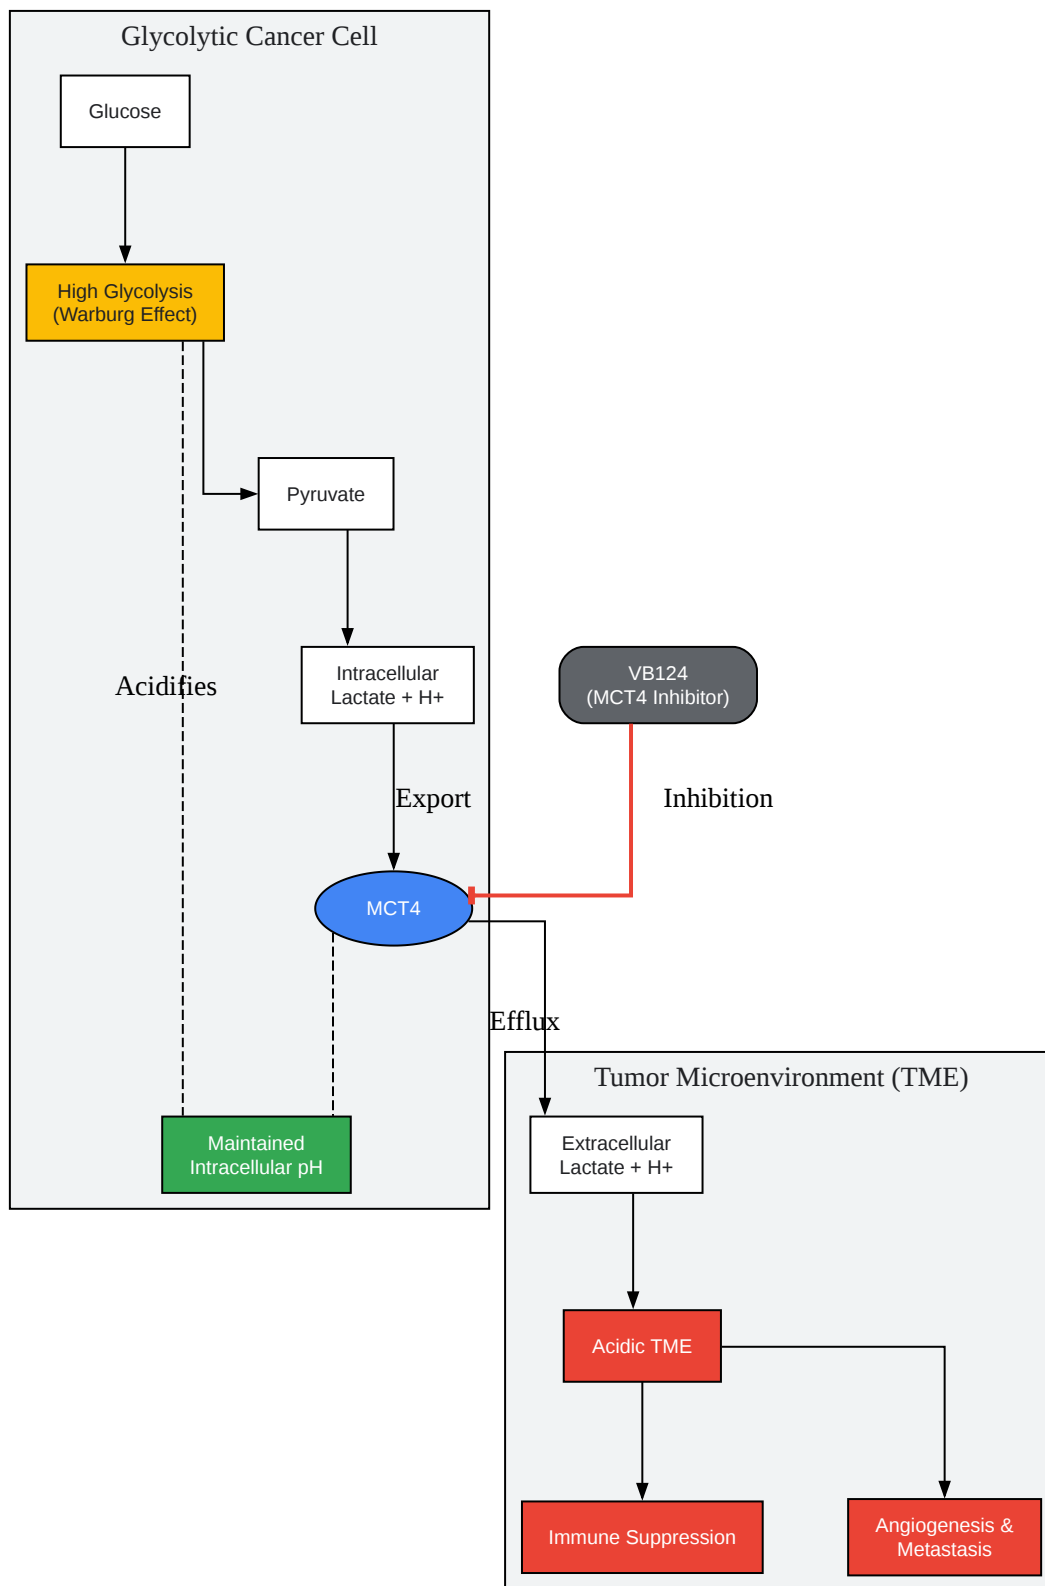 Glycolytic Cancer Cell
Glucose
High Glycolysis
(Warburg Effect)
Pyruvate
Acidifies
Intracellular
Lactate + H+
VB124
(MCT4 Inhibitor)
Export
Inhibition
MCT4
Efflux
Maintained
Intracellular pH
Tumor Microenvironment (TME)
Extracellular
Lactate + H+
Acidic TME
Immune Suppression
Angiogenesis &
Metastasis